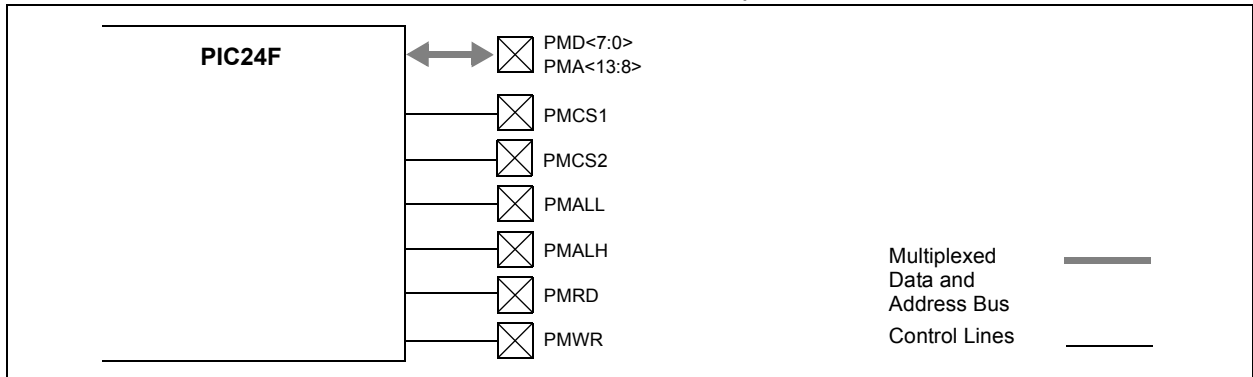 PIC24F
PMD<7:0>
PMA<13:8>
PMCS1
PMCS2
PMALL
PMALH
PMRD
PMWR
Multiplexed
Data and
Address Bus
Control Lines